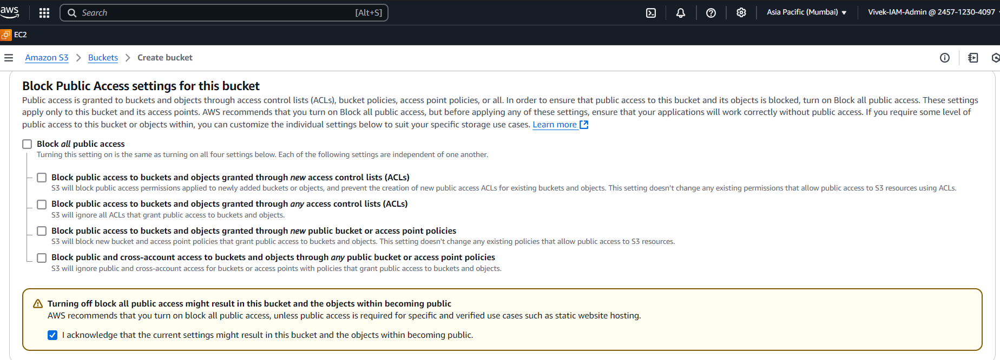 aws
Search [Alt+S]
Asia Pacific (Mumbai)
Vivek-IAM-Admin @ 2457-1230-4097
EC2
Amazon S3 > Buckets > Create bucket
Block Public Access settings for this bucket
Public access is granted to buckets and objects through access control lists (ACLs), bucket policies, access point policies, or all. In order to ensure that public access to this bucket and its objects is blocked, turn on Block all public access. These settings
apply only to this bucket and its access points. AWS recommends that you turn on Block all public access, but before applying any of these settings, ensure that your applications will work correctly without public access. If you require some level of
public access to this bucket or objects within, you can customize the individual settings below to suit your specific storage use cases. Learn more
Block all public access
Turning this setting on is the same as turning on all four settings below. Each of the following settings are independent of one another.
Block public access to buckets and objects granted through new access control lists (ACLs)
S3 will block public access permissions applied to newly added buckets or objects, and prevent the creation of new public access ACLs for existing buckets and objects. This setting doesn't change any existing permissions that allow public access to S3 resources using ACLs.
Block public access to buckets and objects granted through any access control lists (ACLs)
S3 will ignore all ACLs that grant public access to buckets and objects.
Block public access to buckets and objects granted through new public bucket or access point policies
S3 will block new bucket and access point policies that grant public access to buckets and objects. This setting doesn't change any existing policies that allow public access to S3 resources.
Block public and cross-account access to buckets and objects through any public bucket or access point policies
S3 will ignore public and cross-account access for buckets or access points with policies that grant public access to buckets and objects.
Turning off block all public access might result in this bucket and the objects within becoming public
AWS recommends that you turn on block all public access, unless public access is required for specific and verified use cases such as static website hosting.
I acknowledge that the current settings might result in this bucket and the objects within becoming public.